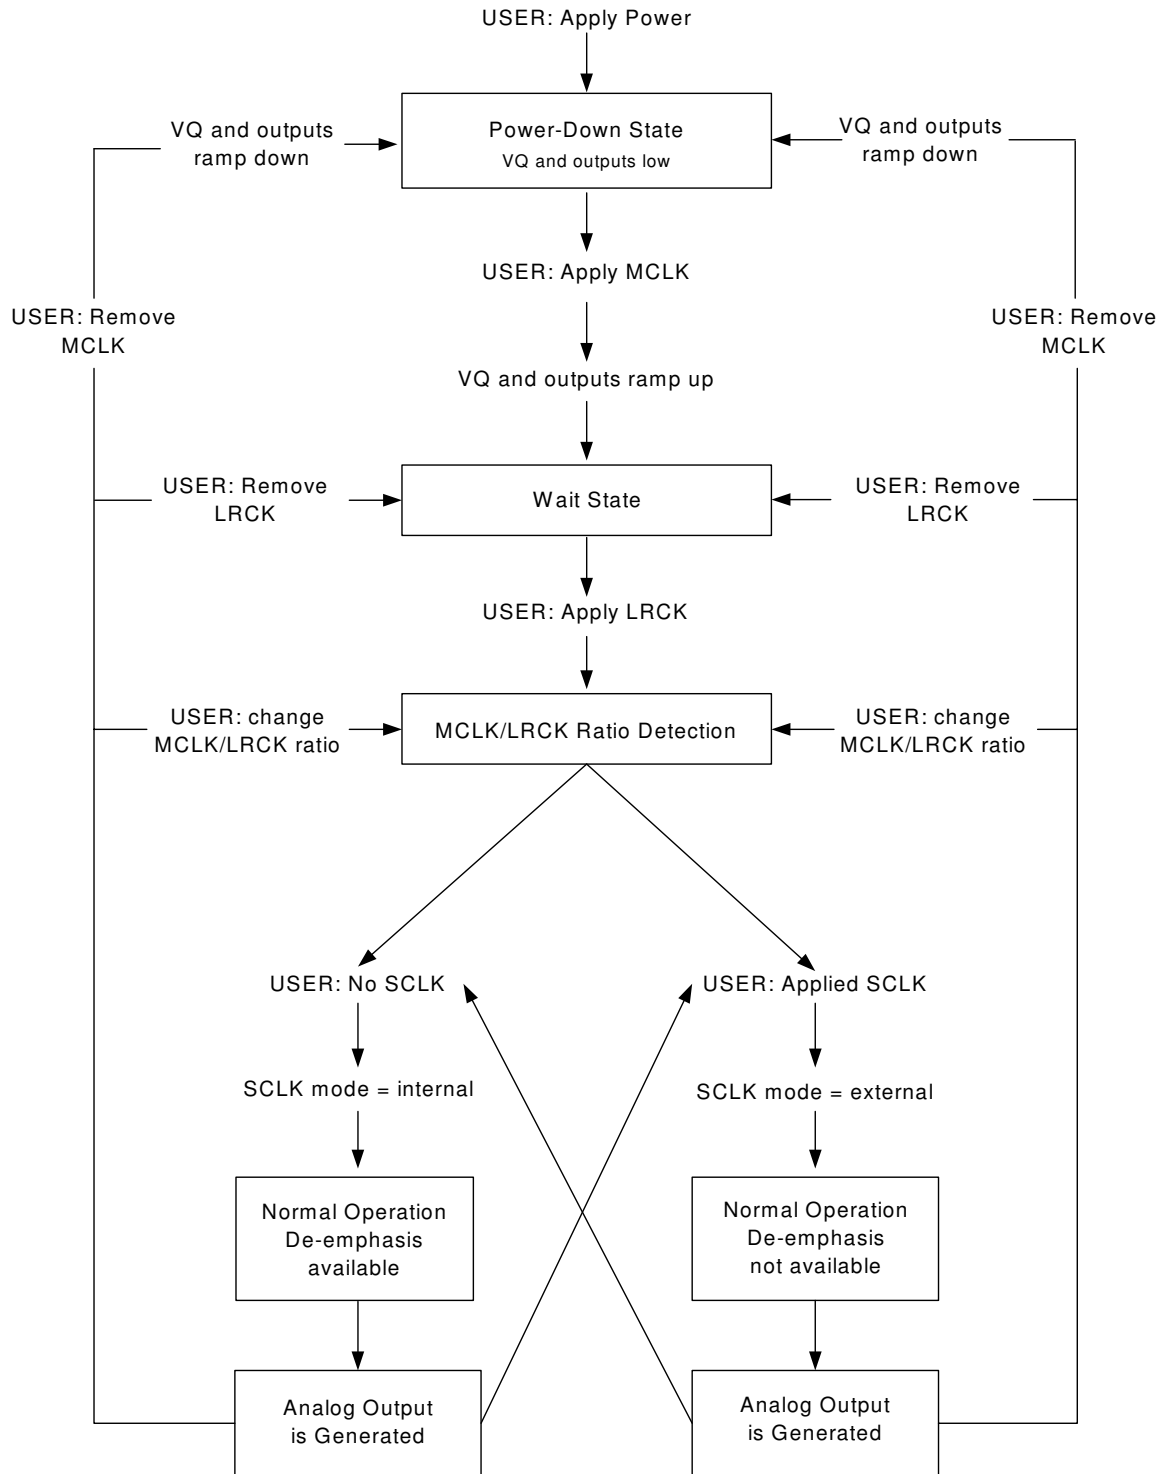 USER: Apply Power
VQ and outputs
ramp down
Power-Down State
VQ and outputs low
VQ and outputs
ramp down
USER: Apply MCLK
USER: Remove
MCLK
USER: Remove
MCLK
VQ and outputs ramp up
USER: Remove
LRCK
Wait State
USER: Remove
LRCK
USER: Apply LRCK
USER: change
MCLK/LRCK ratio
MCLK/LRCK Ratio Detection
USER: change
MCLK/LRCK ratio
USER: No SCLK
USER: Applied SCLK
SCLK mode = internal
SCLK mode = external
Normal Operation
De-emphasis
available
Normal Operation
De-emphasis
not available
Analog Output
is Generated
Analog Output
is Generated